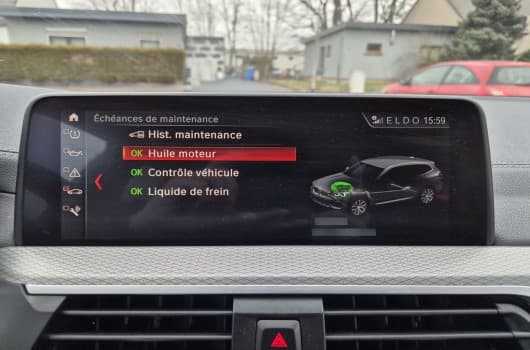 Échéances de maintenance
ELDO 15:59
Hist. maintenance
OK Huile moteur
OK Contrôle véhicule
OK Liquide de frein